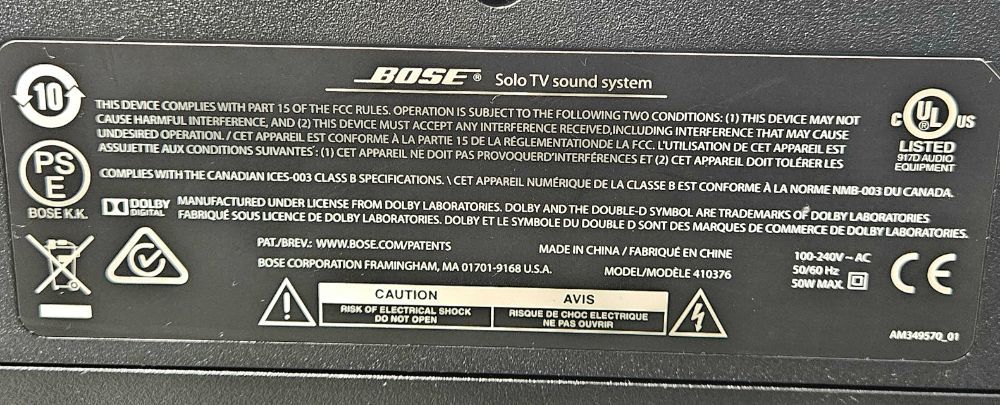 BOSE® Solo TV sound system
10
THIS DEVICE COMPLIES WITH PART 15 OF THE FCC RULES. OPERATION IS SUBJECT TO THE FOLLOWING TWO CONDITIONS: (1) THIS DEVICE MAY NOT
CAUSE HARMFUL INTERFERENCE, AND (2) THIS DEVICE MUST ACCEPT ANY INTERFERENCE RECEIVED,INCLUDING INTERFERENCE THAT MAY CAUSE
UNDESIRED OPERATION. / CET APPAREIL EST CONFORME À LA PARTIE 15 DE LA RÉGLEMENTATIONDE LA FCC. L'UTILISATION DE CET APPAREIL EST
ASSUJETTIE AUX CONDITIONS SUIVANTES : (1) CET APPAREIL NE DOIT PAS PROVOQUERD'INTERFÉRENCES ET (2) CET APPAREIL DOIT TOLÉRER LES
C UL® US
LISTED
917D AUDIO
EQUIPMENT
PS
E
BOSE K.K.
COMPLIES WITH THE CANADIAN ICES-003 CLASS B SPECIFICATIONS. \ CET APPAREIL NUMÉRIQUE DE LA CLASSE B EST CONFORME À LA NORME NMB-003 DU CANADA.
DOLBY
DIGITAL
MANUFACTURED UNDER LICENSE FROM DOLBY LABORATORIES. DOLBY AND THE DOUBLE-D SYMBOL ARE TRADEMARKS OF DOLBY LABORATORIES
FABRIQUÉ SOUS LICENCE DE DOLBY LABORATORIES. DOLBY ET LE SYMBOLE DU DOUBLE D SONT DES MARQUES DE COMMERCE DE DOLBY LABORATORIES.
PAT./BREV.: WWW.BOSE.COM/PATENTS
BOSE CORPORATION FRAMINGHAM, MA 01701-9168 U.S.A.
MADE IN CHINA / FABRIQUÉ EN CHINE
MODEL/MODÈLE 410376
100-240V ~ AC
50/60 Hz
50W MAX.
CE
CAUTION
RISK OF ELECTRICAL SHOCK
DO NOT OPEN
AVIS
RISQUE DE CHOC ELECTRIQUE
NE PAS OUVRIR
AM349570_01